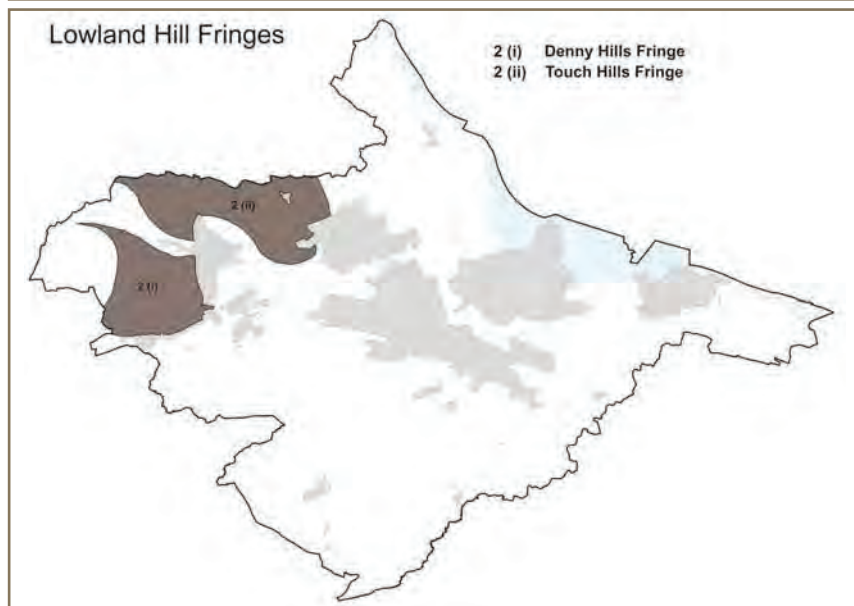 Lowland Hill Fringes
2 (i) Denny Hills Fringe
2 (ii) Touch Hills Fringe
2 (ii)
2 (i)